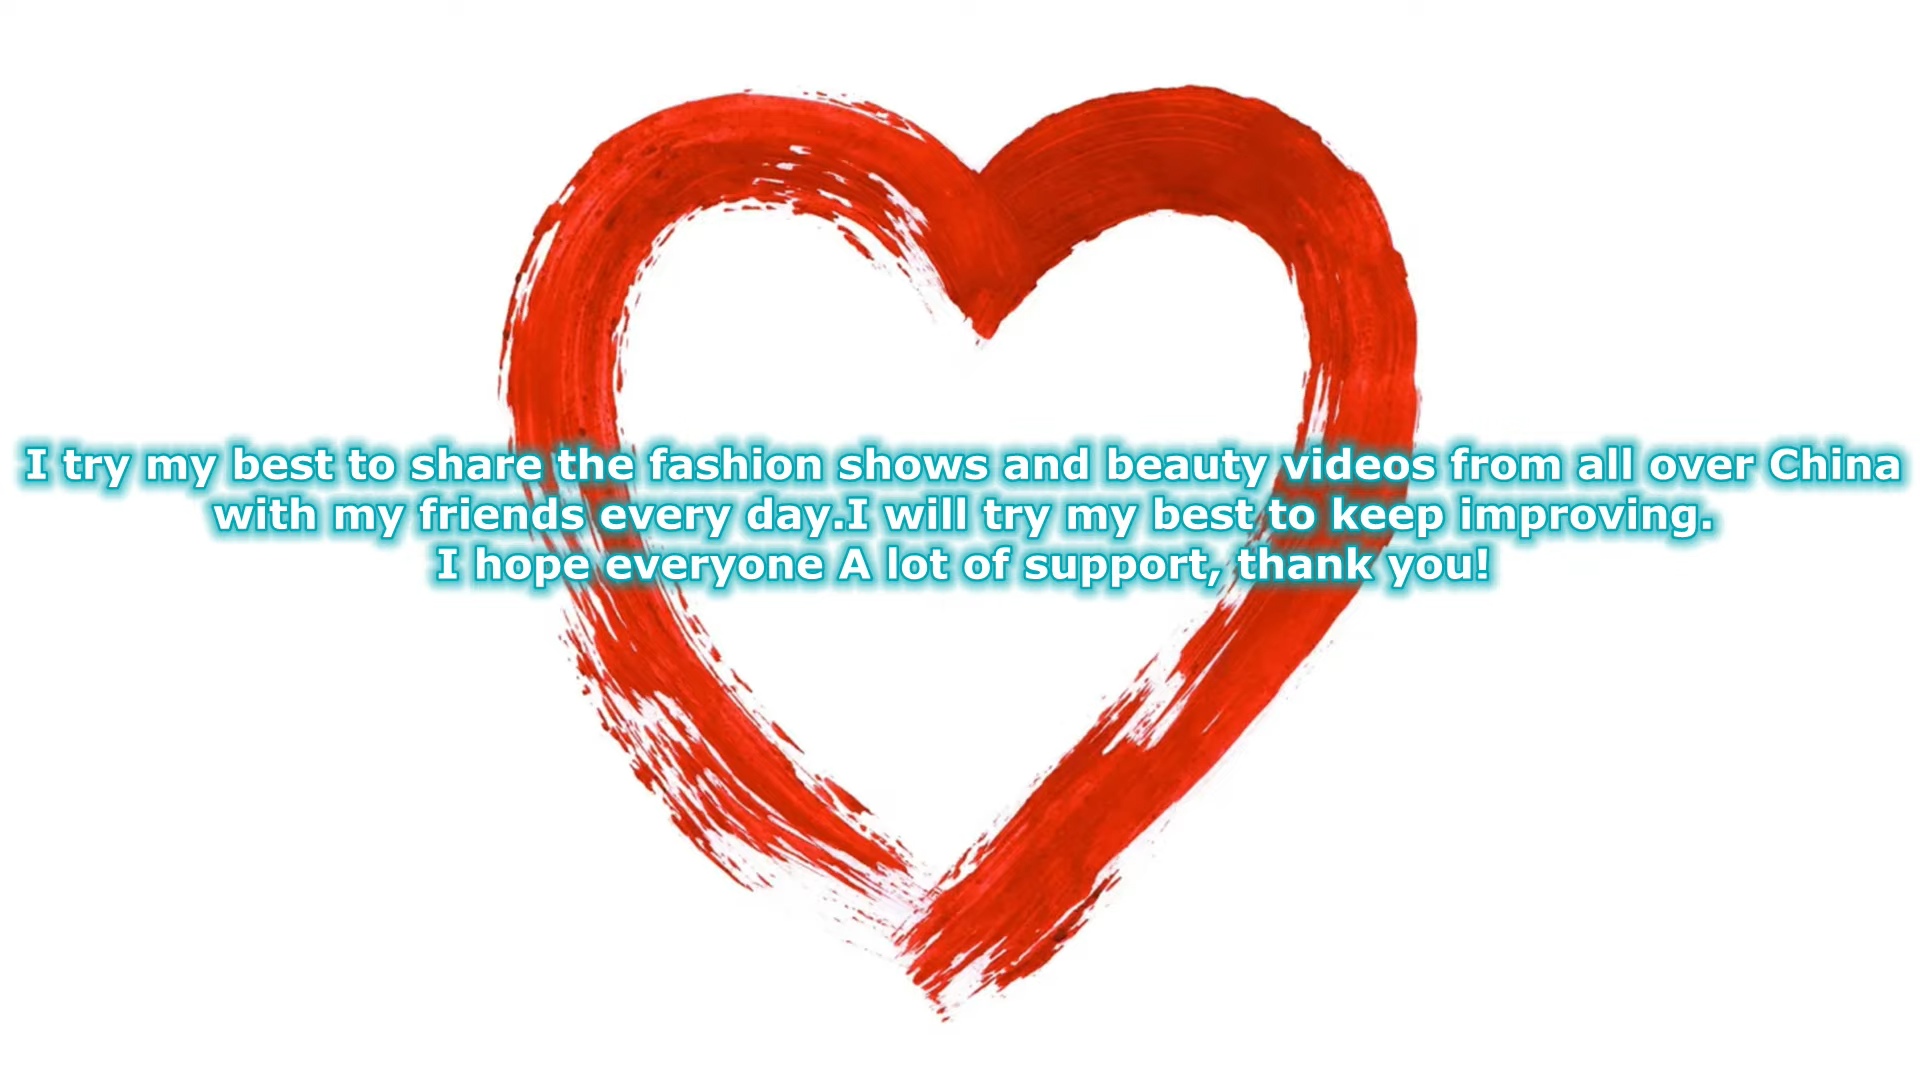 I try my best to share the fashion shows and beauty videos from all over China
with my friends every day.I will try my best to keep improving.
I hope everyone A lot of support, thank you!